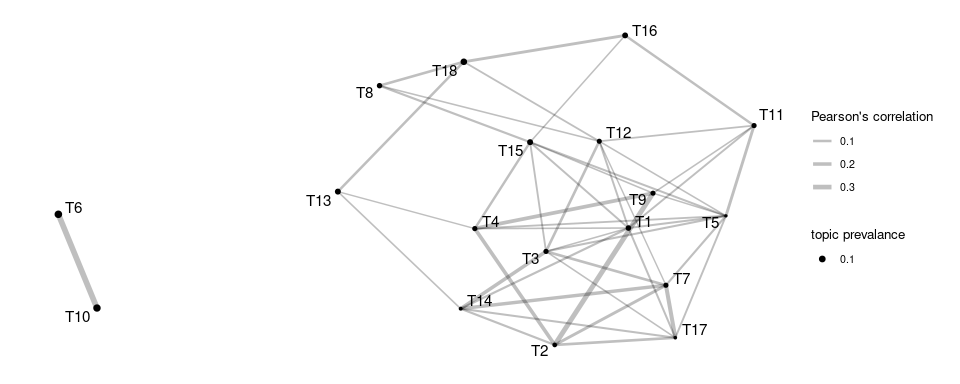 T16
T18
T8
T11
T12
T15
T13
T9
T6
T4
T1
T5
T3
T7
T14
T10
T17
T2
Pearson's correlation
0.1
0.2
0.3
topic prevalance
0.1